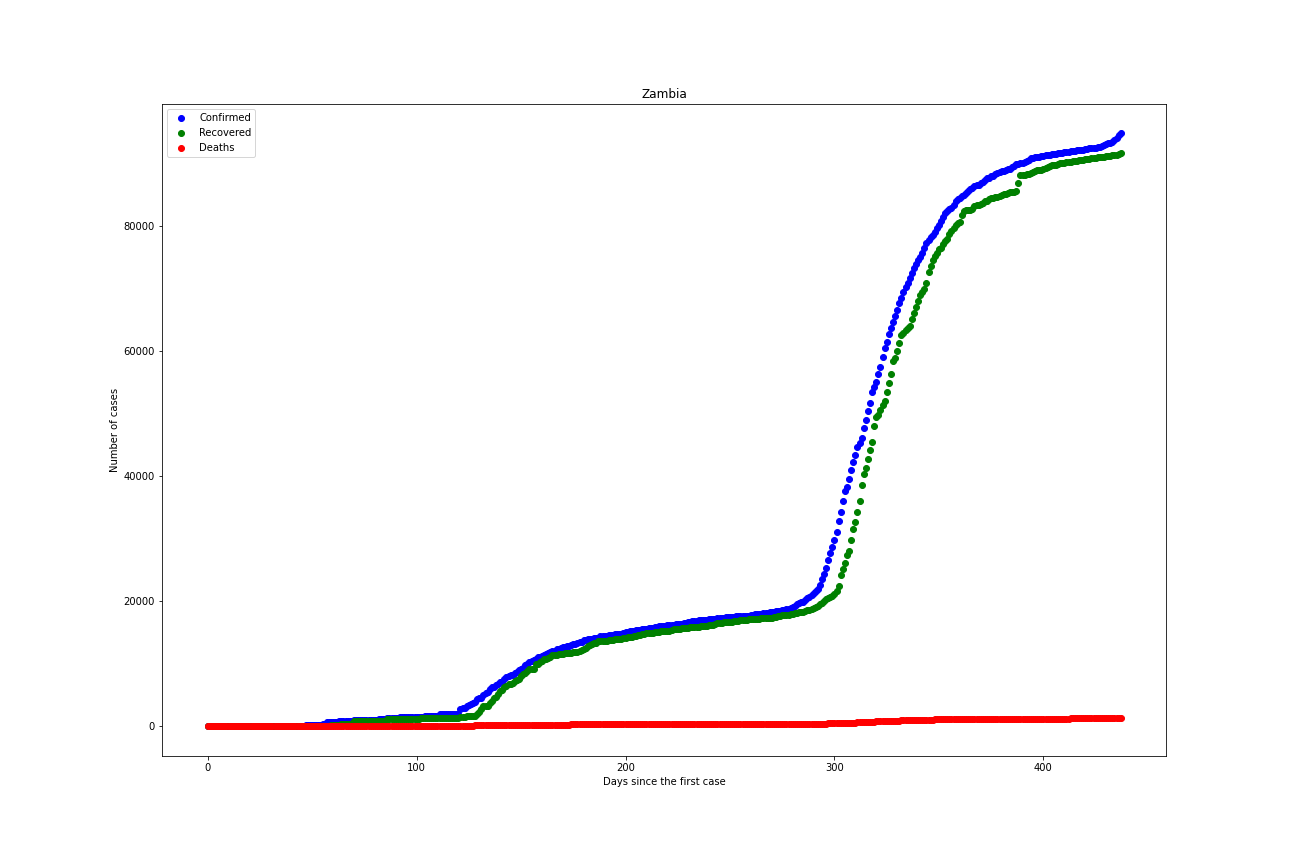 Zambia
Confirmed
Recovered
Deaths
Number of cases
80000
60000
40000
20000
0
0 100 200 300 400
Days since the first case